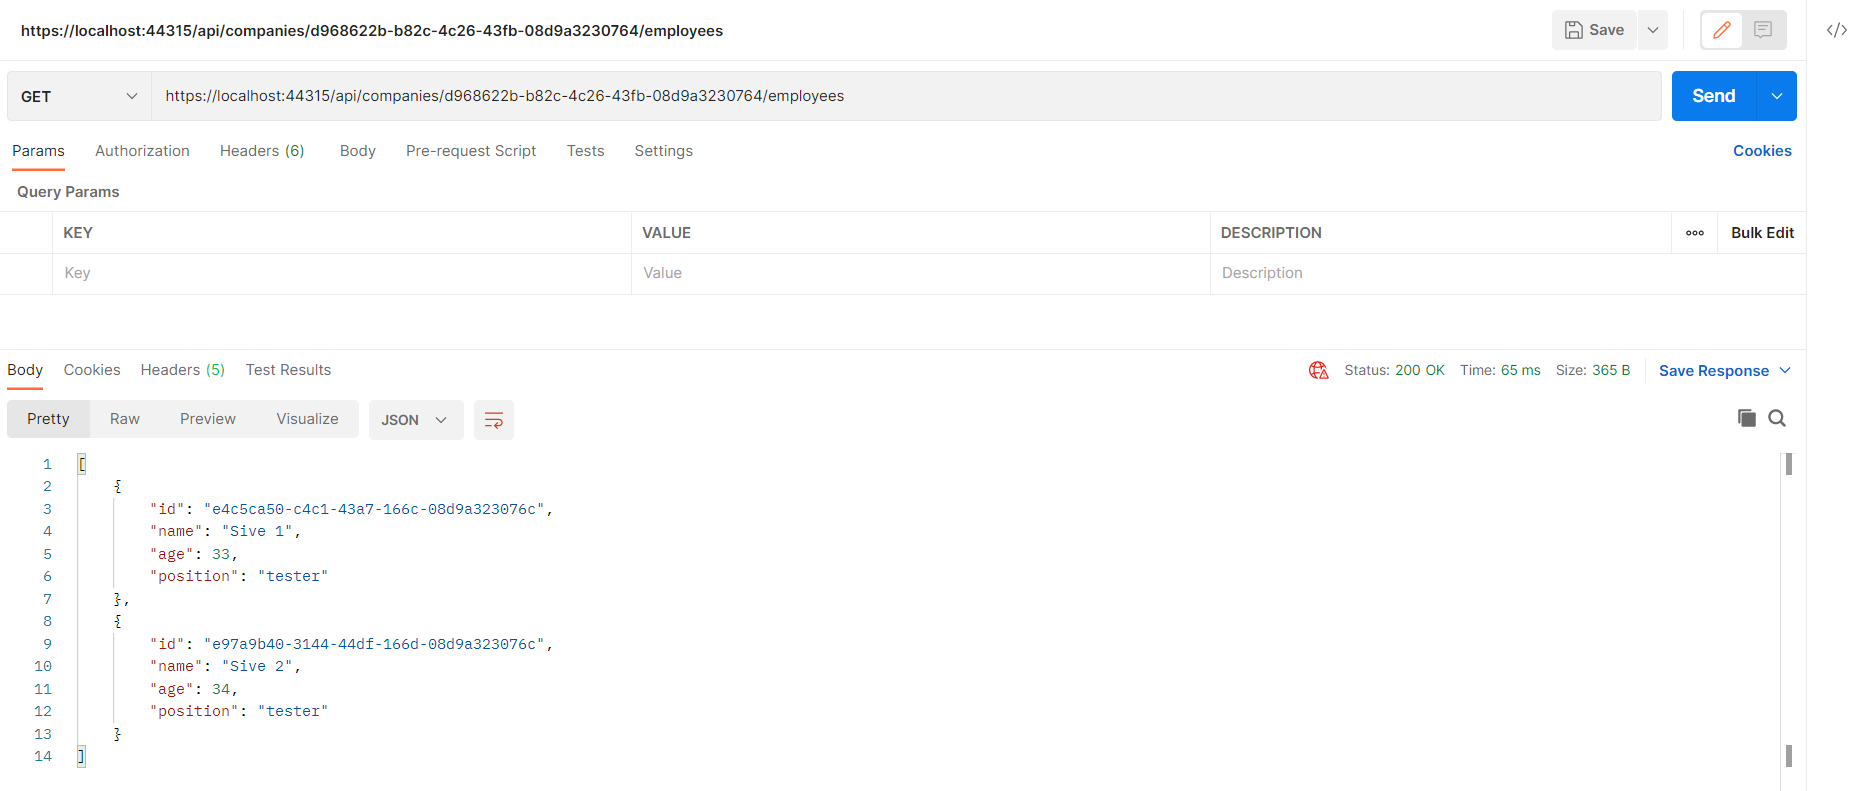 https://localhost:44315/api/companies/d968622b-b82c-4c26-43fb-08d9a3230764/employees
Save
GET
https://localhost:44315/api/companies/d968622b-b82c-4c26-43fb-08d9a3230764/employees
Send
Params Authorization Headers (6) Body Pre-request Script Tests Settings Cookies
Query Params
KEY VALUE DESCRIPTION Bulk Edit
Key Value Description
Body Cookies Headers (5) Test Results Status: 200 OK Time: 65 ms Size: 365 B Save Response
Pretty Raw Preview Visualize JSON
1 [
2 {
3 "id": "e4c5ca50-c4c1-43a7-166c-08d9a323076c",
4 "name": "Sive 1",
5 "age": 33,
6 "position": "tester"
7 },
8 {
9 "id": "e97a9b40-3144-44df-166d-08d9a323076c",
10 "name": "Sive 2",
11 "age": 34,
12 "position": "tester"
13 }
14 ]